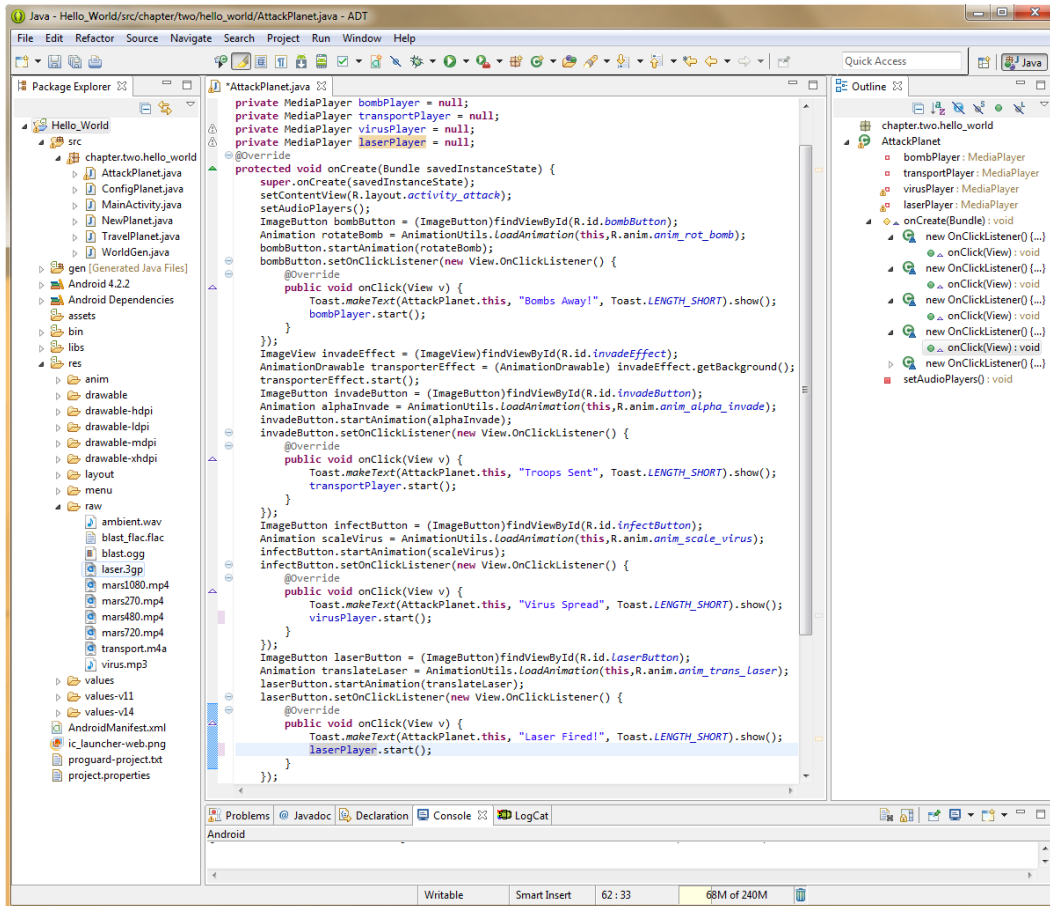 Java - Hello_World/src/chapter/two/hello_world/AttackPlanet.java - ADT
File Edit Refactor Source Navigate Search Project Run Window Help
Quick Access
Java
Package Explorer
Hello_World
src
chapter.two.hello_world
AttackPlanet.java
ConfigPlanet.java
MainActivity.java
NewPlanet.java
TravelPlanet.java
WorldGen.java
gen [Generated Java Files]
Android 4.2.2
Android Dependencies
assets
bin
libs
res
anim
drawable
drawable-hdpi
drawable-ldpi
drawable-mdpi
drawable-xhdpi
layout
menu
raw
ambient.wav
blast_flac.flac
blast.ogg
laser.3gp
mars1080.mp4
mars270.mp4
mars480.mp4
mars720.mp4
transport.m4a
virus.mp3
values
values-v11
values-v14
AndroidManifest.xml
ic_launcher-web.png
proguard-project.txt
project.properties
*AttackPlanet.java
private MediaPlayer bombPlayer = null;
private MediaPlayer transportPlayer = null;
private MediaPlayer virusPlayer = null;
private MediaPlayer laserPlayer = null;
@Override
protected void onCreate(Bundle savedInstanceState) {
super.onCreate(savedInstanceState);
setContentView(R.layout.activity_attack);
setAudioPlayers();
ImageButton bombButton = (ImageButton)findViewById(R.id.bombButton);
Animation rotateBomb = AnimationUtils.loadAnimation(this,R.anim.anim_rot_bomb);
bombButton.startAnimation(rotateBomb);
bombButton.setOnClickListener(new View.OnClickListener() {
@Override
public void onClick(View v) {
Toast.makeText(AttackPlanet.this, "Bombs Away!", Toast.LENGTH_SHORT).show();
bombPlayer.start();
}
});
ImageView invadeEffect = (ImageView)findViewById(R.id.invadeEffect);
AnimationDrawable transporterEffect = (AnimationDrawable) invadeEffect.getBackground();
transporterEffect.start();
ImageButton invadeButton = (ImageButton)findViewById(R.id.invadeButton);
Animation alphaInvade = AnimationUtils.loadAnimation(this,R.anim.anim_alpha_invade);
invadeButton.startAnimation(alphaInvade);
invadeButton.setOnClickListener(new View.OnClickListener() {
@Override
public void onClick(View v) {
Toast.makeText(AttackPlanet.this, "Troops Sent", Toast.LENGTH_SHORT).show();
transportPlayer.start();
}
});
ImageButton infectButton = (ImageButton)findViewById(R.id.infectButton);
Animation scaleVirus = AnimationUtils.loadAnimation(this,R.anim.anim_scale_virus);
infectButton.startAnimation(scaleVirus);
infectButton.setOnClickListener(new View.OnClickListener() {
@Override
public void onClick(View v) {
Toast.makeText(AttackPlanet.this, "Virus Spread", Toast.LENGTH_SHORT).show();
virusPlayer.start();
}
});
ImageButton laserButton = (ImageButton)findViewById(R.id.laserButton);
Animation translateLaser = AnimationUtils.loadAnimation(this,R.anim.anim_trans_laser);
laserButton.startAnimation(translateLaser);
laserButton.setOnClickListener(new View.OnClickListener() {
@Override
public void onClick(View v) {
Toast.makeText(AttackPlanet.this, "Laser Fired!", Toast.LENGTH_SHORT).show();
laserPlayer.start();
}
});
Outline
chapter.two.hello_world
AttackPlanet
bombPlayer : MediaPlayer
transportPlayer : MediaPlayer
virusPlayer : MediaPlayer
laserPlayer : MediaPlayer
onCreate(Bundle) : void
new OnClickListener() {...}
onClick(View) : void
new OnClickListener() {...}
onClick(View) : void
new OnClickListener() {...}
onClick(View) : void
new OnClickListener() {...}
onClick(View) : void
new OnClickListener() {...}
setAudioPlayers() : void
Problems @ Javadoc Declaration Console LogCat
Android
Writable Smart Insert 62 : 33 68M of 240M